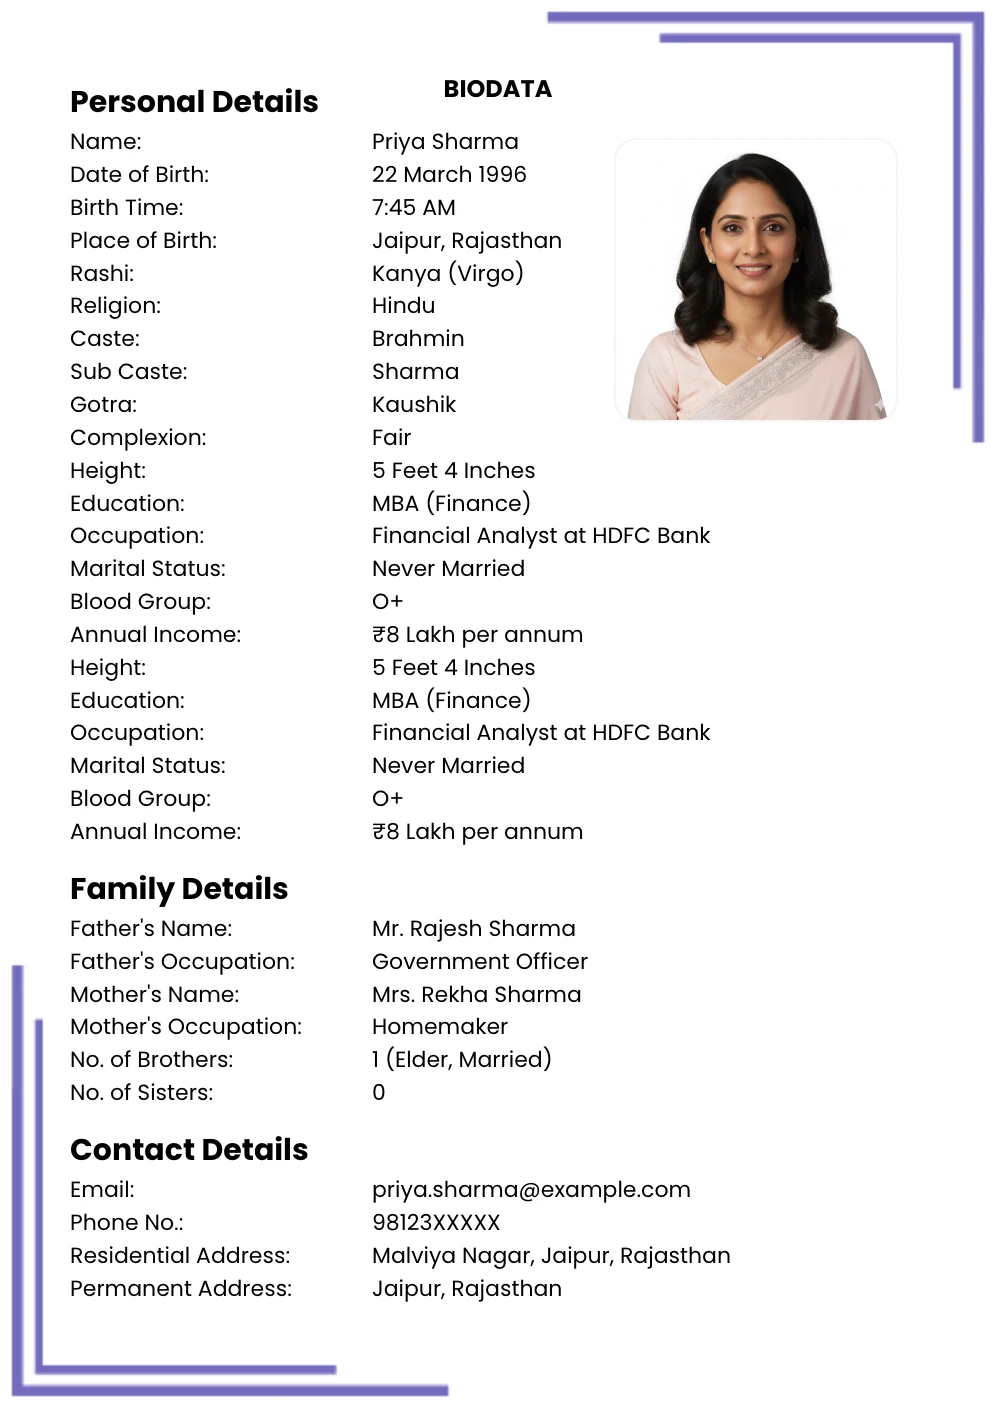 BIODATA
Personal Details
Name: Priya Sharma
Date of Birth: 22 March 1996
Birth Time: 7:45 AM
Place of Birth: Jaipur, Rajasthan
Rashi: Kanya (Virgo)
Religion: Hindu
Caste: Brahmin
Sub Caste: Sharma
Gotra: Kaushik
Complexion: Fair
Height: 5 Feet 4 Inches
Education: MBA (Finance)
Occupation: Financial Analyst at HDFC Bank
Marital Status: Never Married
Blood Group: O+
Annual Income: ₹8 Lakh per annum
Height: 5 Feet 4 Inches
Education: MBA (Finance)
Occupation: Financial Analyst at HDFC Bank
Marital Status: Never Married
Blood Group: O+
Annual Income: ₹8 Lakh per annum
Family Details
Father's Name: Mr. Rajesh Sharma
Father's Occupation: Government Officer
Mother's Name: Mrs. Rekha Sharma
Mother's Occupation: Homemaker
No. of Brothers: 1 (Elder, Married)
No. of Sisters: 0
Contact Details
Email: priya.sharma@example.com
Phone No.: 98123XXXXX
Residential Address: Malviya Nagar, Jaipur, Rajasthan
Permanent Address: Jaipur, Rajasthan